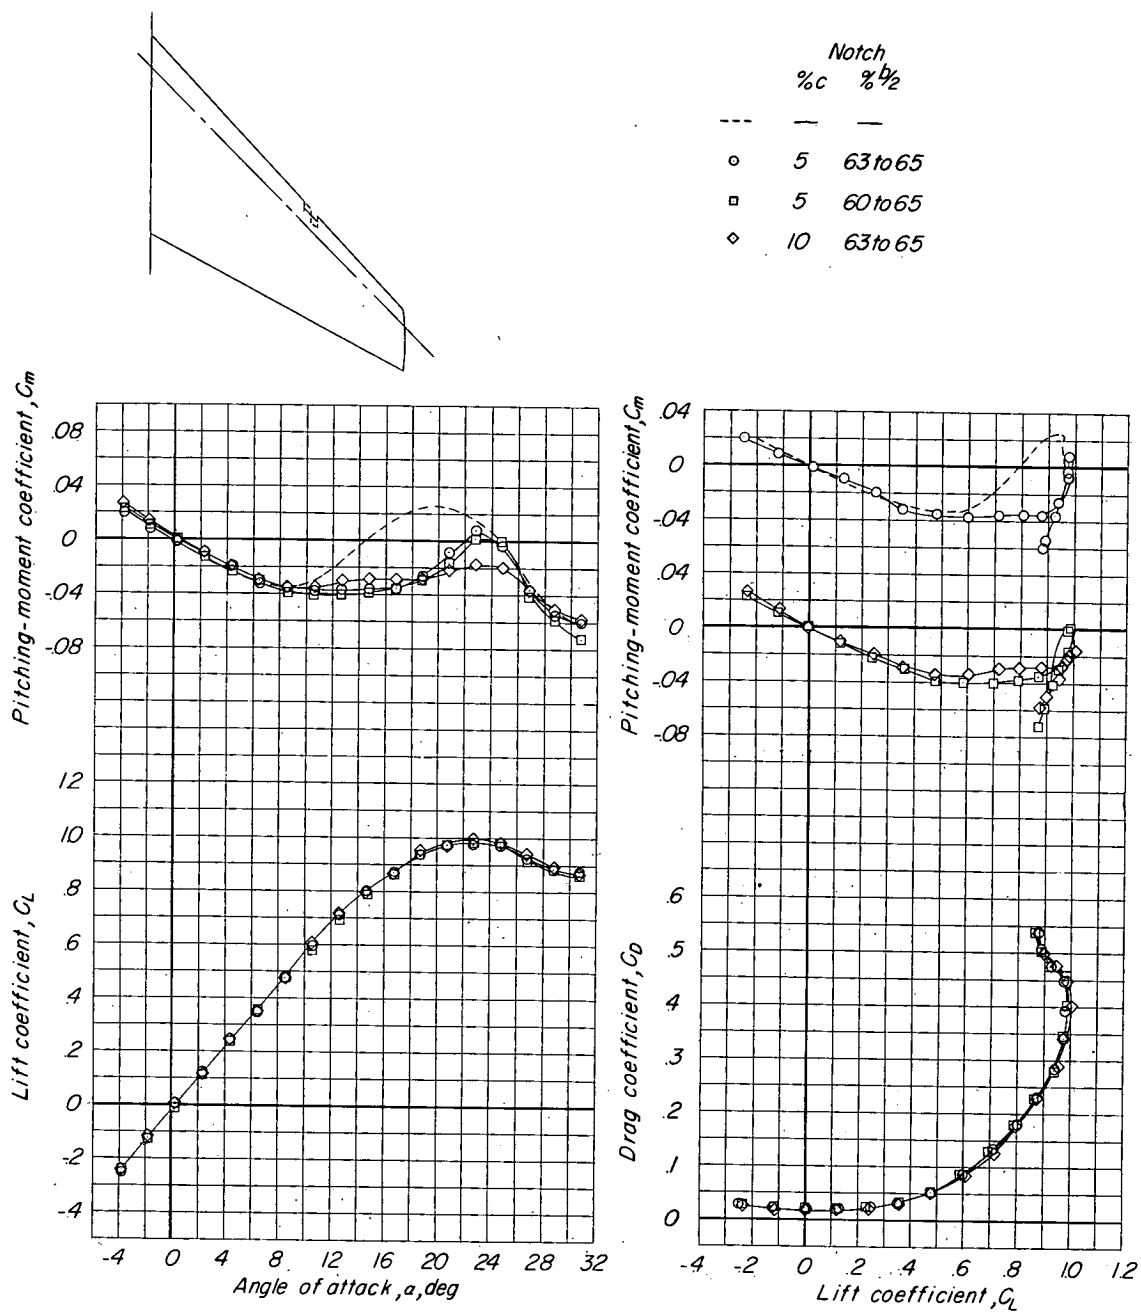 Notch
%c %b/2
--- — —
○ 5 63 to 65
□ 5 60 to 65
◇ 10 63 to 65
Pitching-moment coefficient, Cm
.08
.04
0
-.04
-.08
Lift coefficient, CL
1.2
1.0
.8
.6
.4
.2
0
-.2
-.4
-4 0 4 8 12 16 20 24 28 32
Angle of attack, α, deg
Pitching-moment coefficient, Cm
.04
0
-.04
.04
0
-.04
-.08
Drag coefficient, CD
.6
.5
.4
.3
.2
.1
0
-.4 -.2 0 .2 .4 .6 .8 1.0 1.2
Lift coefficient, CL